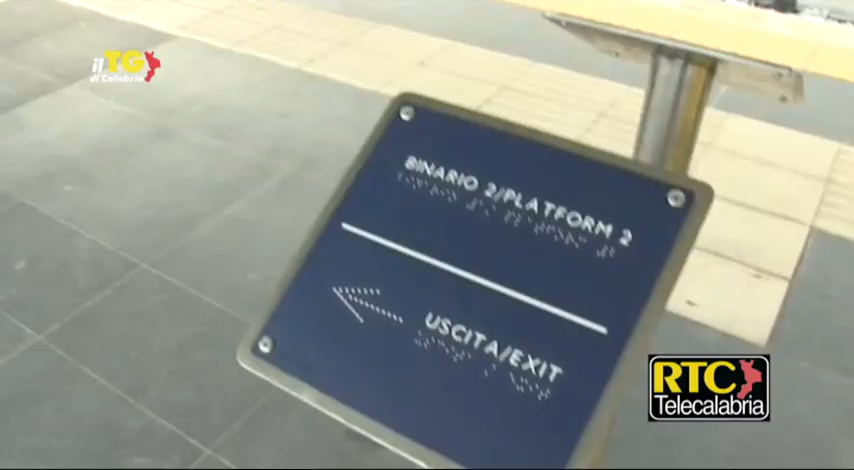 il TG
di Calabria
BINARIO 2/PLATFORM 2
USCITA/EXIT
RTC
Telecalabria